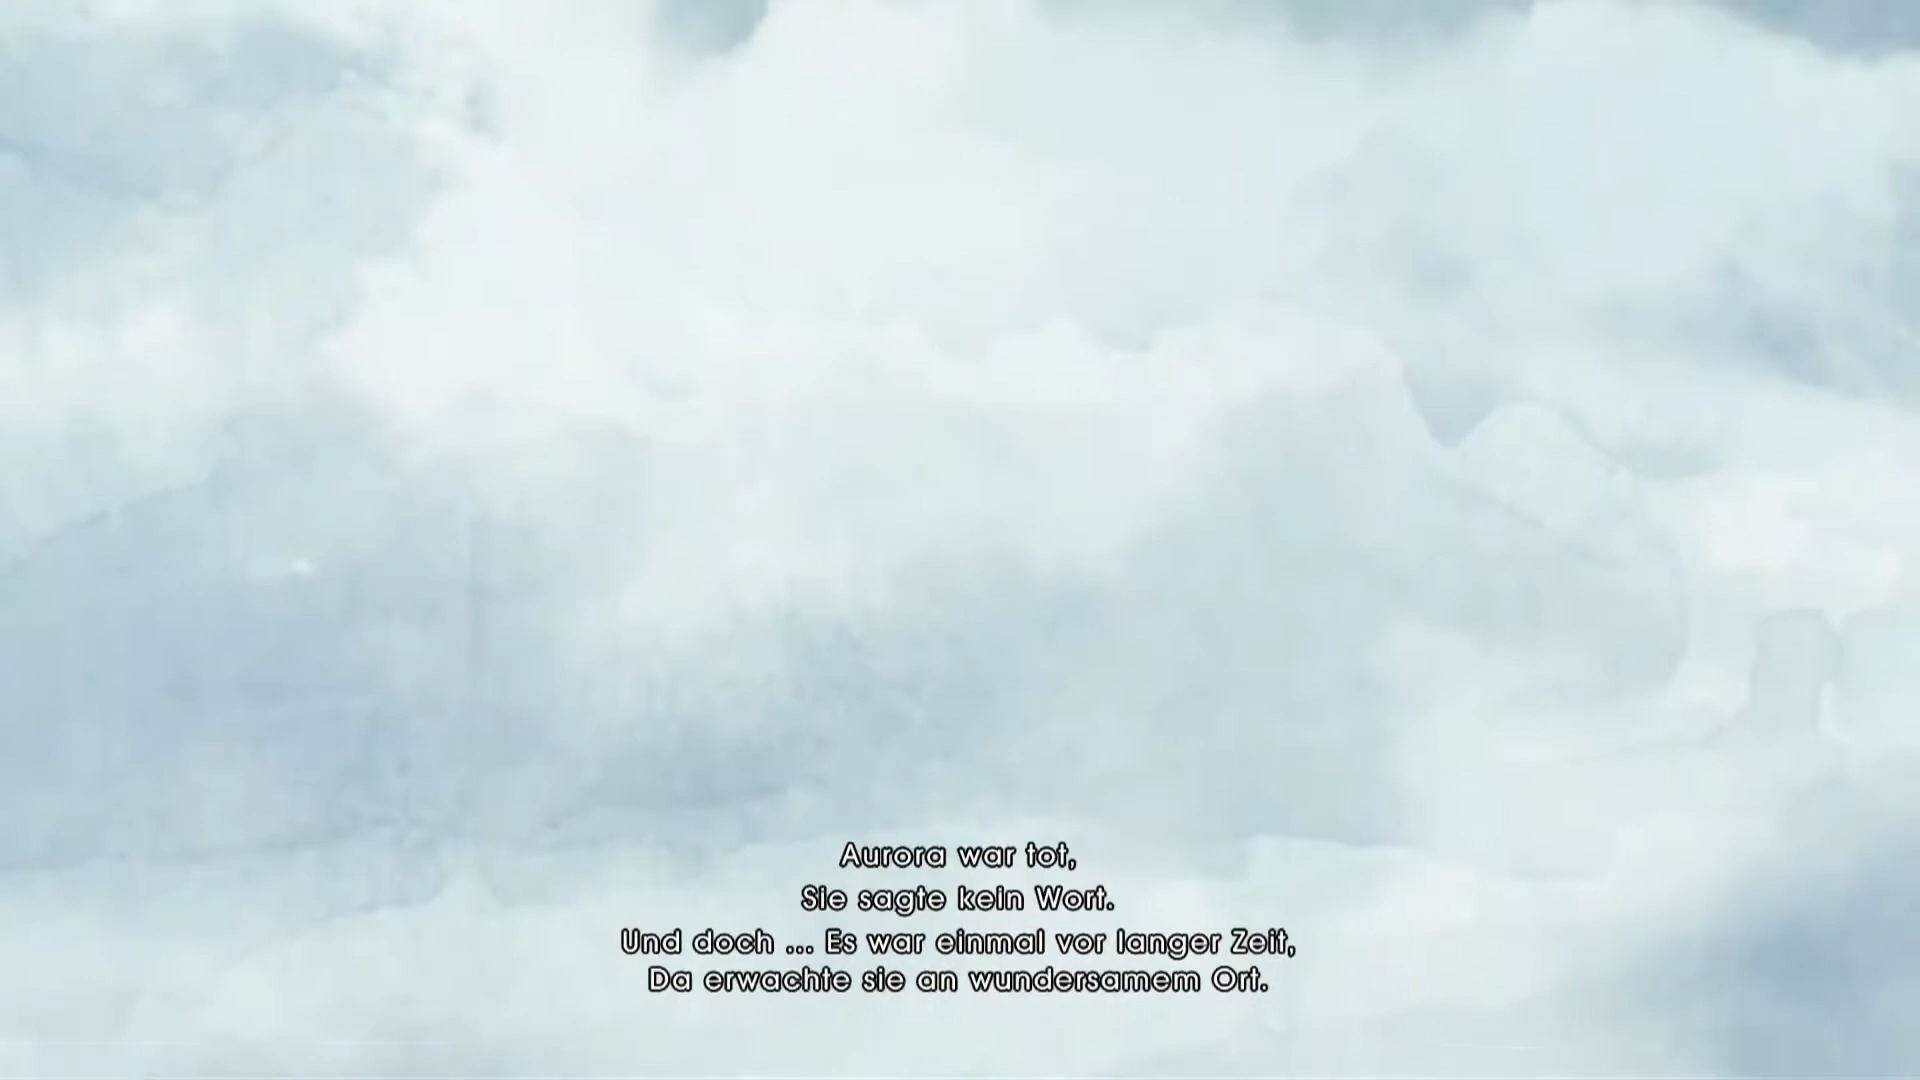 Aurora war tot,
Sie sagte kein Wort.
Und doch ... Es war einmal vor langer Zeit,
Da erwachte sie an wundersamem Ort.